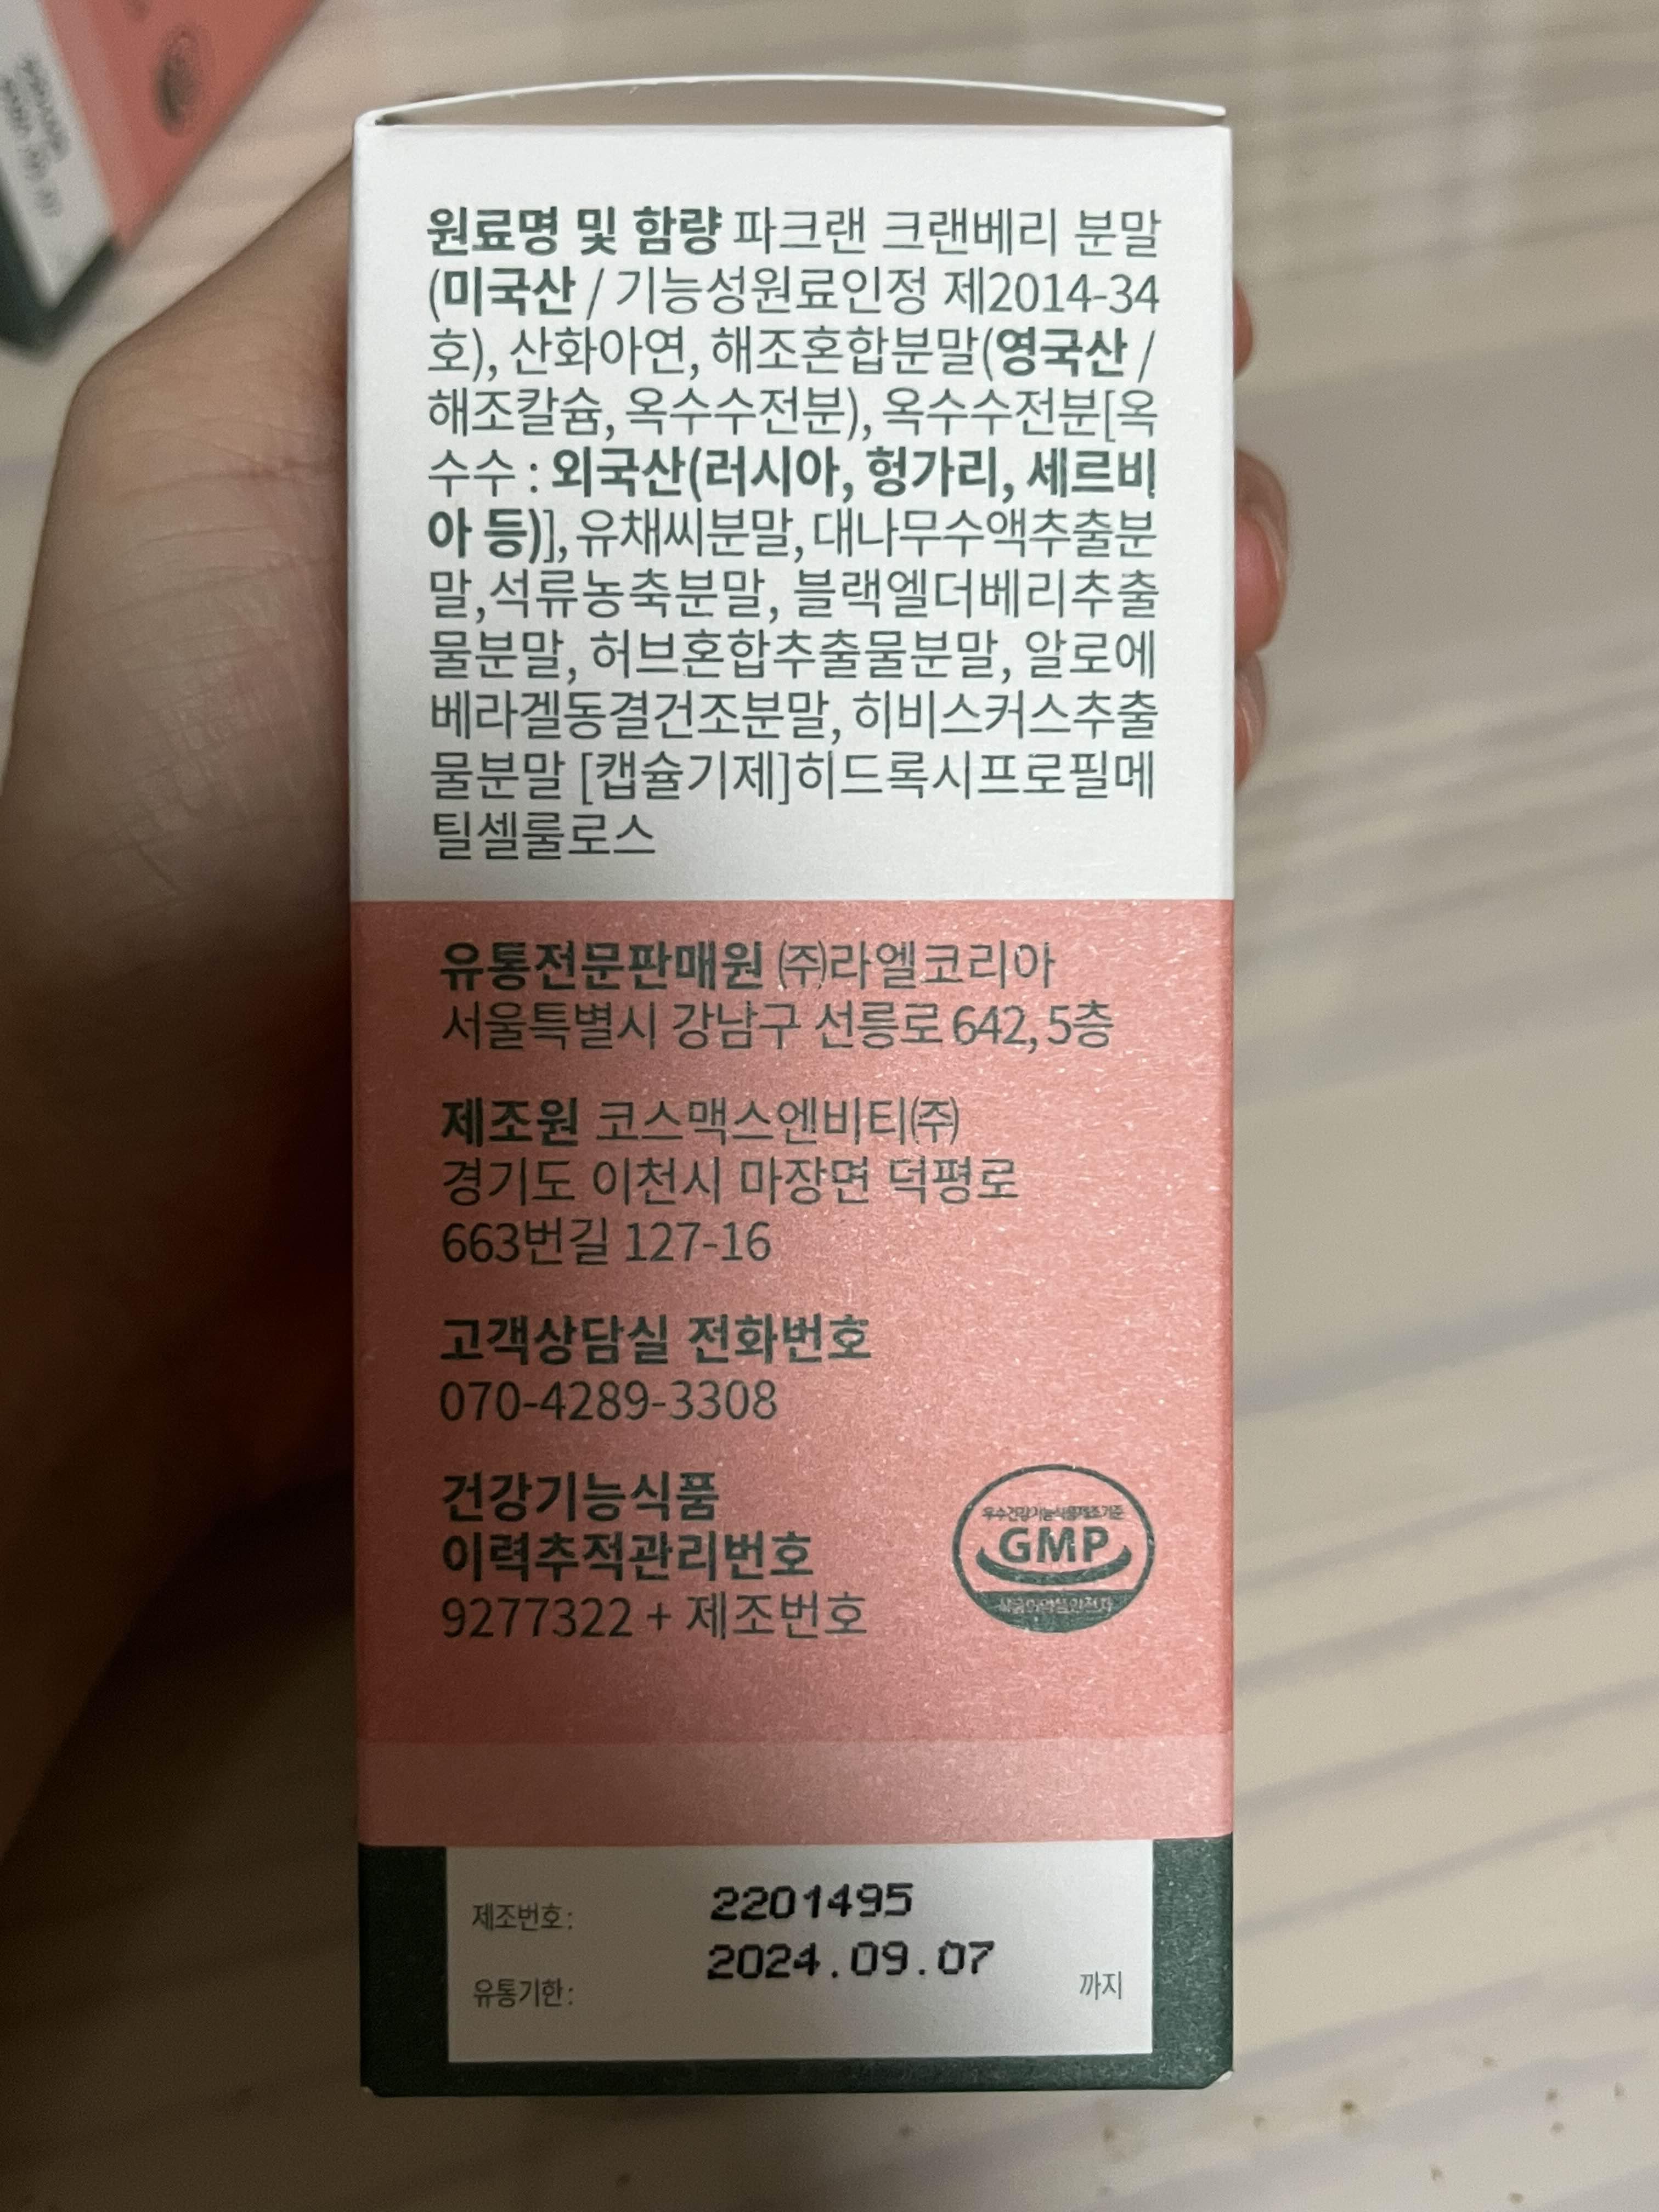 원료명 및 함량 파크랜 크랜베리 분말
(미국산 / 기능성원료인정 제2014-34
호), 산화아연, 해조혼합분말(영국산 /
해조칼슘, 옥수수전분), 옥수수전분[옥
수수 : 외국산(러시아, 헝가리, 세르비
아 등)], 유채씨분말, 대나무수액추출분
말,석류농축분말, 블랙엘더베리추출
물분말, 허브혼합추출물분말, 알로에
베라겔동결건조분말, 히비스커스추출
물분말 [캡슐기제]히드록시프로필메
틸셀룰로스
유통전문판매원 ㈜라엘코리아
서울특별시 강남구 선릉로 642, 5층
제조원 코스맥스엔비티㈜
경기도 이천시 마장면 덕평로
663번길 127-16
고객상담실 전화번호
070-4289-3308
건강기능식품
이력추적관리번호
9277322 + 제조번호
우수건강기능식품제조기준
GMP
제조번호: 2201495
유통기한: 2024.09.07 까지